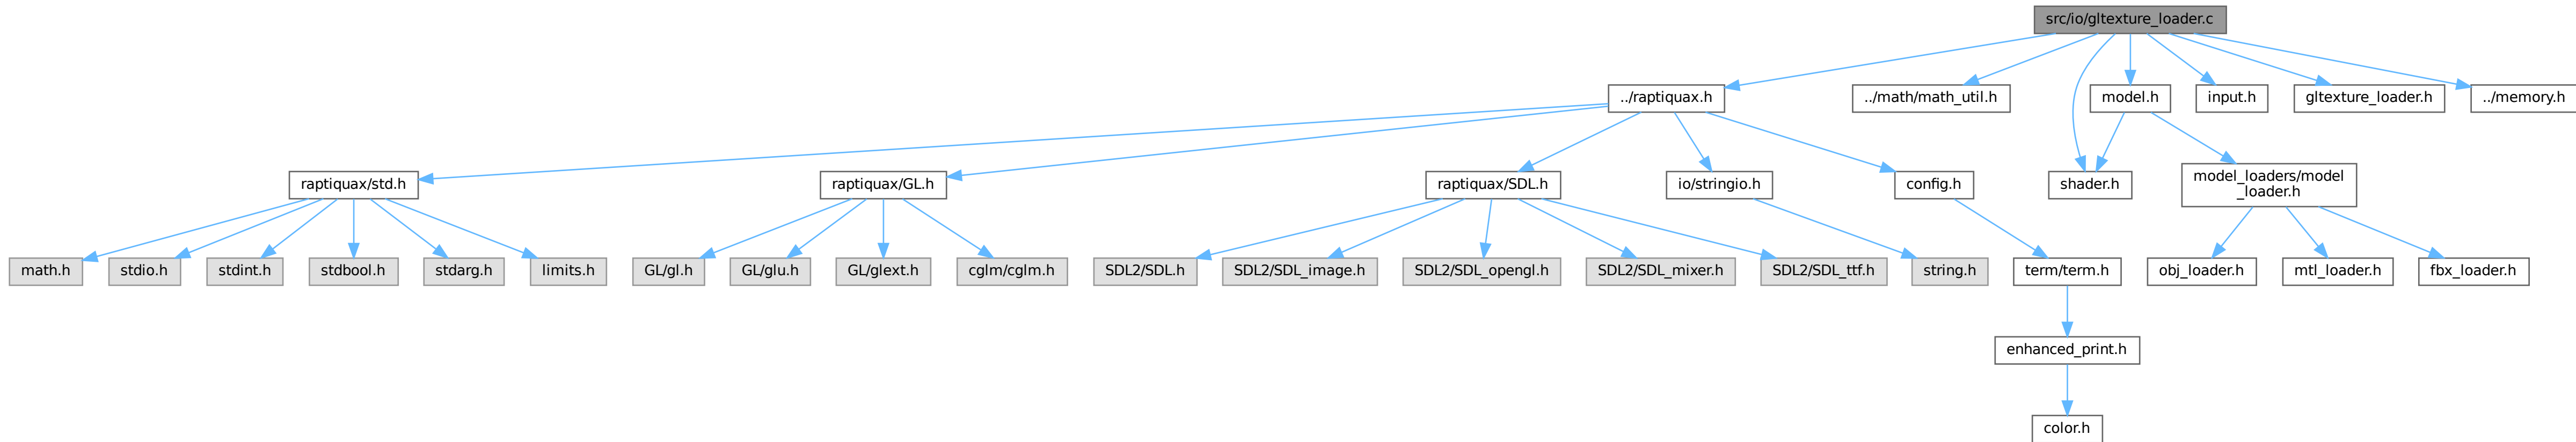 src/io/gltexture_loader.c
../raptiquax.h
../math/math_util.h
model.h
input.h
gltexture_loader.h
../memory.h
raptiquax/std.h
raptiquax/GL.h
raptiquax/SDL.h
io/stringio.h
config.h
shader.h
model_loaders/model
_loader.h
math.h
stdio.h
stdint.h
stdbool.h
stdarg.h
limits.h
GL/gl.h
GL/glu.h
GL/glext.h
cglm/cglm.h
SDL2/SDL.h
SDL2/SDL_image.h
SDL2/SDL_opengl.h
SDL2/SDL_mixer.h
SDL2/SDL_ttf.h
string.h
term/term.h
obj_loader.h
mtl_loader.h
fbx_loader.h
enhanced_print.h
color.h